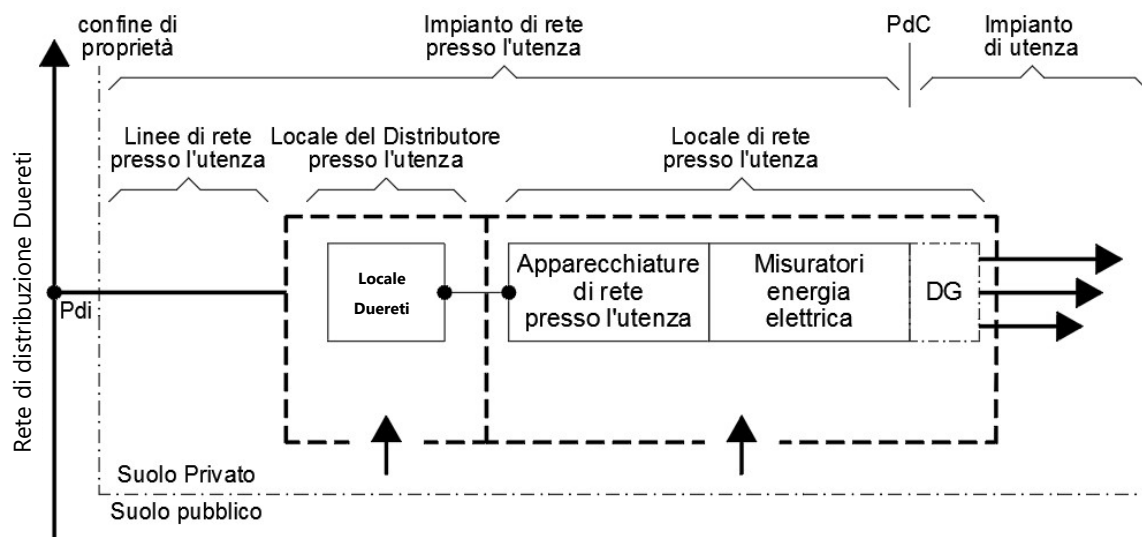 confine di
proprietà
Impianto di rete
presso l'utenza
PdC
Impianto
di utenza
Linee di rete
presso l'utenza
Locale del Distributore
presso l'utenza
Locale di rete
presso l'utenza
Rete di distribuzione Duereti
Pdi
Locale
Duereti
Apparecchiature
di rete
presso l'utenza
Misuratori
energia
elettrica
DG
Suolo Privato
Suolo pubblico